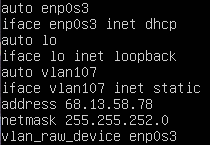 auto enp0s3
iface enp0s3 inet dhcp
auto lo
iface lo inet loopback
auto vlan107
iface vlan107 inet static
address 68.13.58.78
netmask 255.255.252.0
vlan_raw_device enp0s3